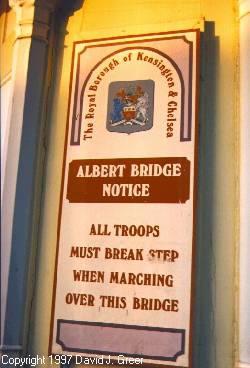 The Royal Borough of Kensington & Chelsea
ALBERT BRIDGE
NOTICE
ALL TROOPS
MUST BREAK STEP
WHEN MARCHING
OVER THIS BRIDGE
Copyright 1997 David J. Greer